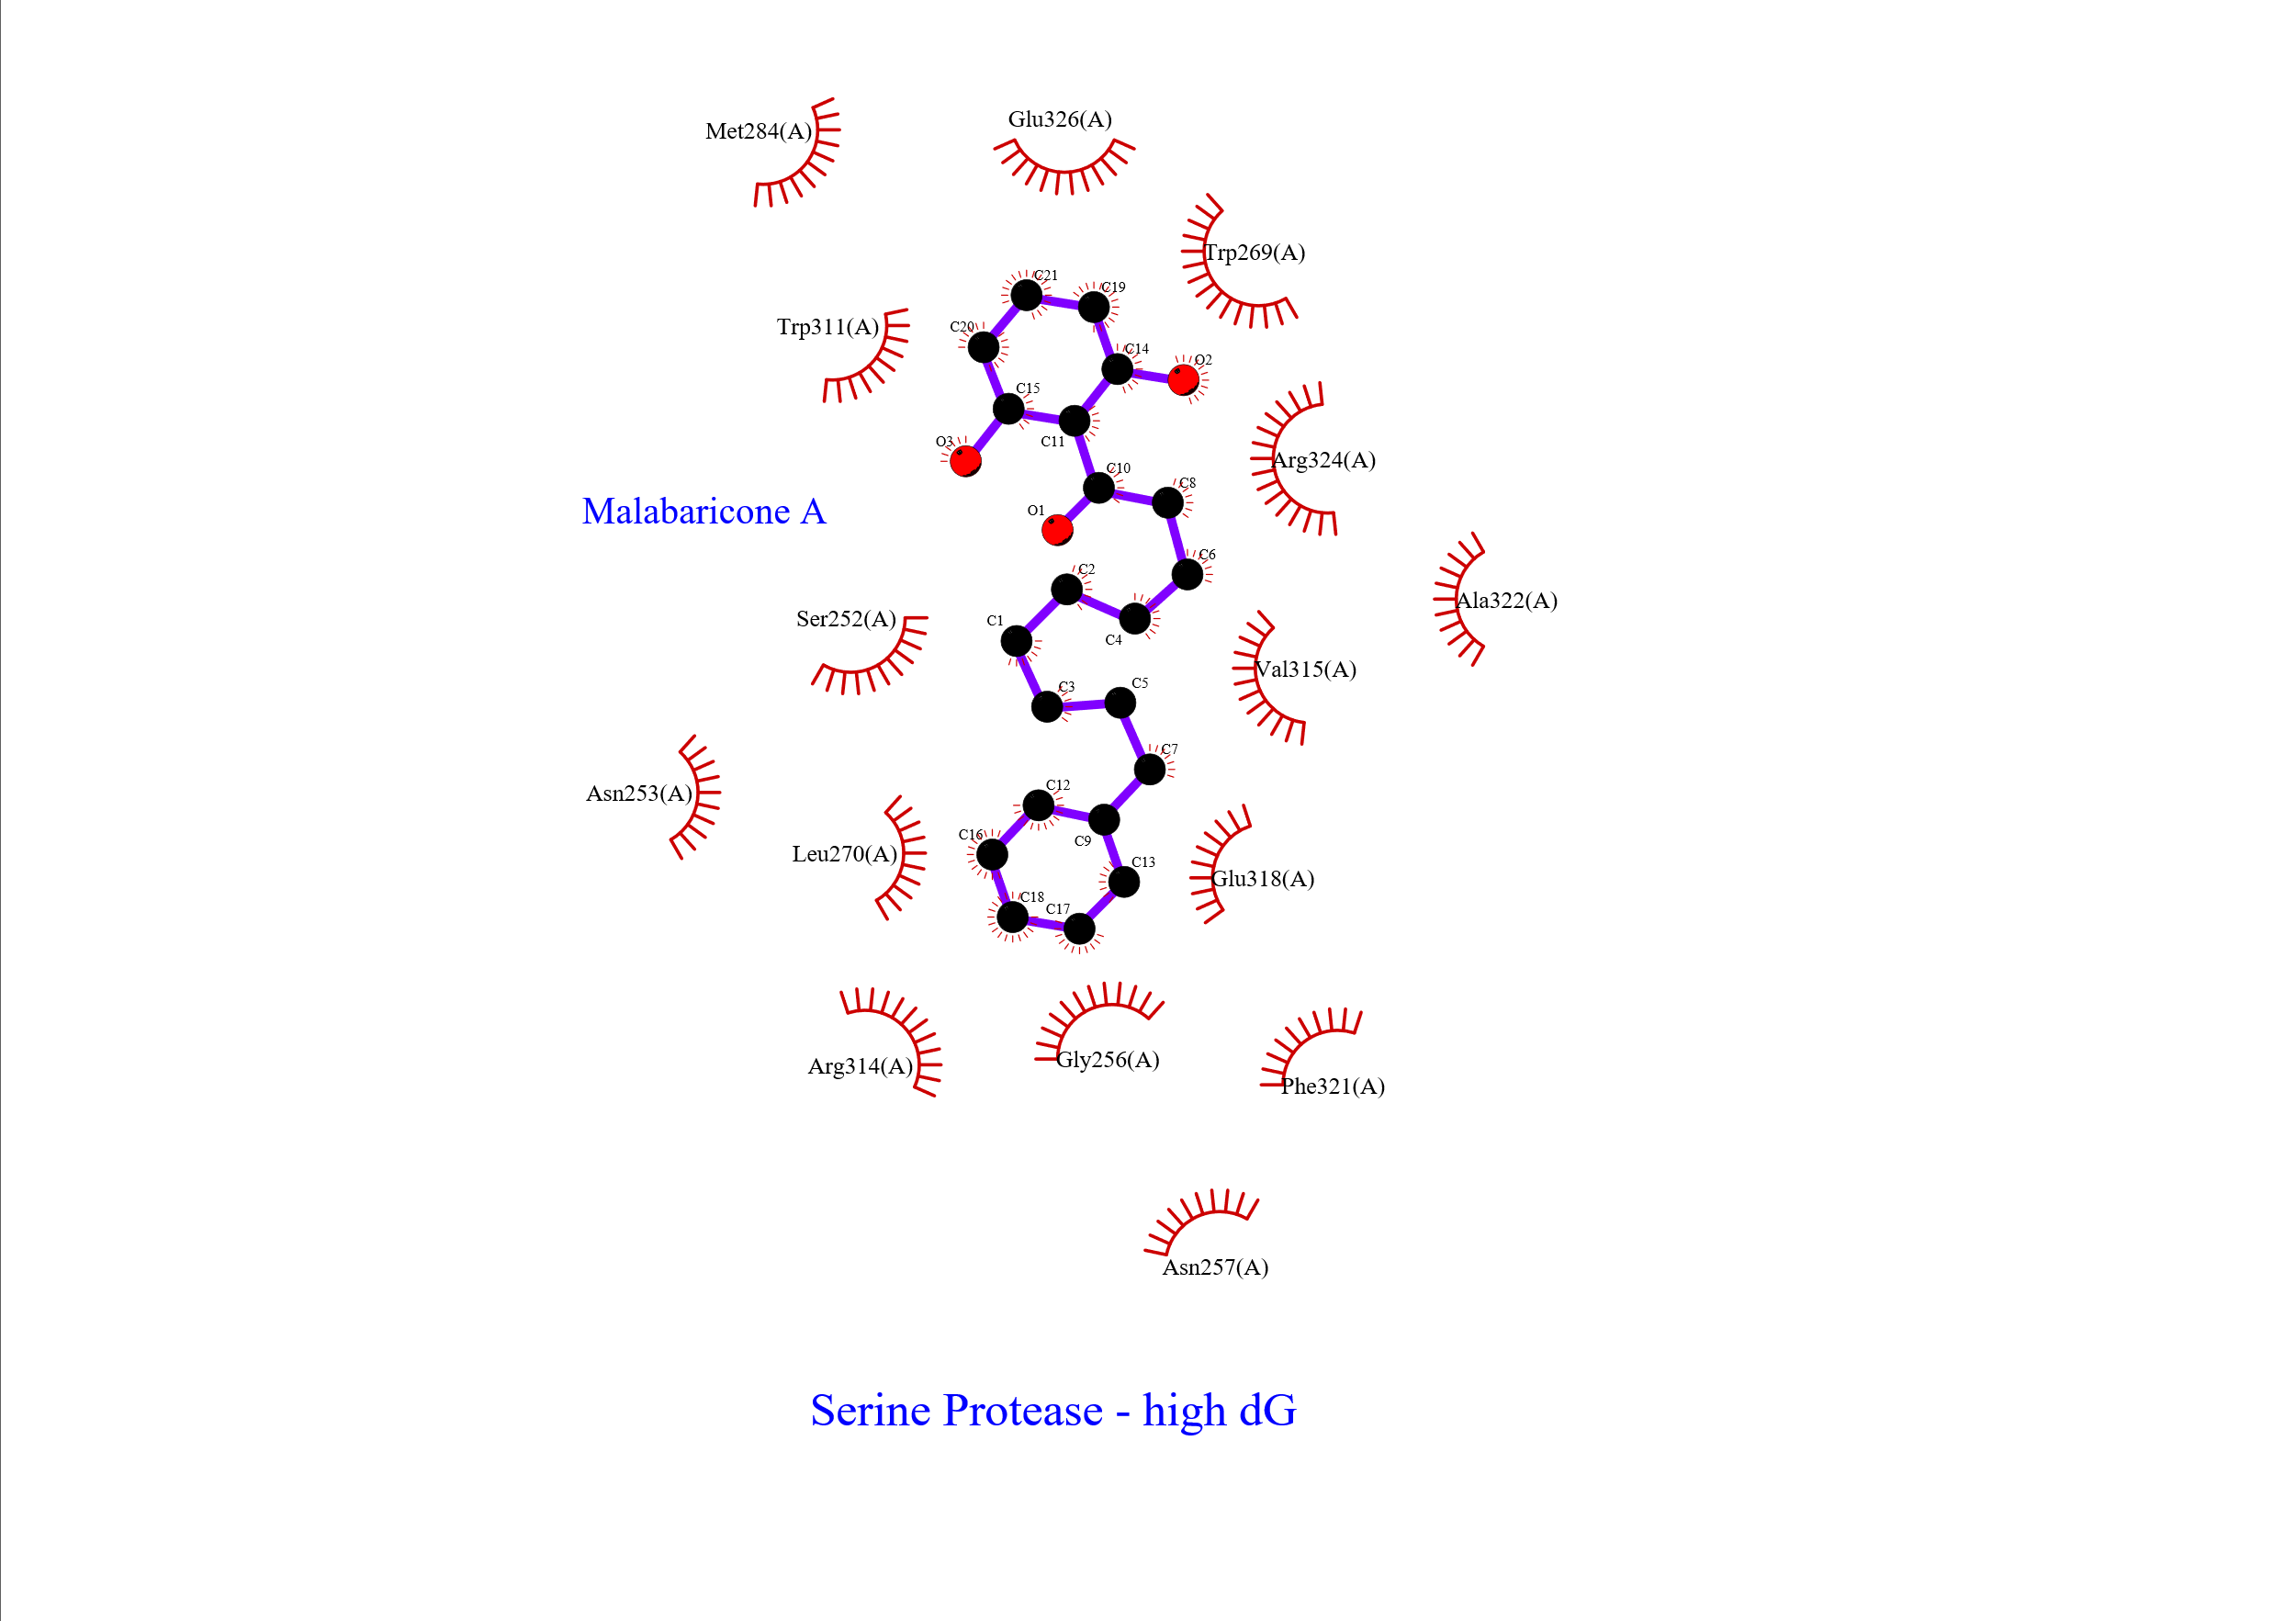 Glu326(A)
Met284(A)
Trp269(A)
C21
C19
Trp311(A)
C20
C14
O2
C15
O3
C11
Arg324(A)
C10
C8
Malabaricone A
O1
C6
C2
Ala322(A)
Ser252(A)
C1
C4
Val315(A)
C3
C5
C7
Asn253(A)
C12
C16
C9
Leu270(A)
C13
Glu318(A)
C18
C17
Arg314(A)
Gly256(A)
Phe321(A)
Asn257(A)
Serine Protease - high dG